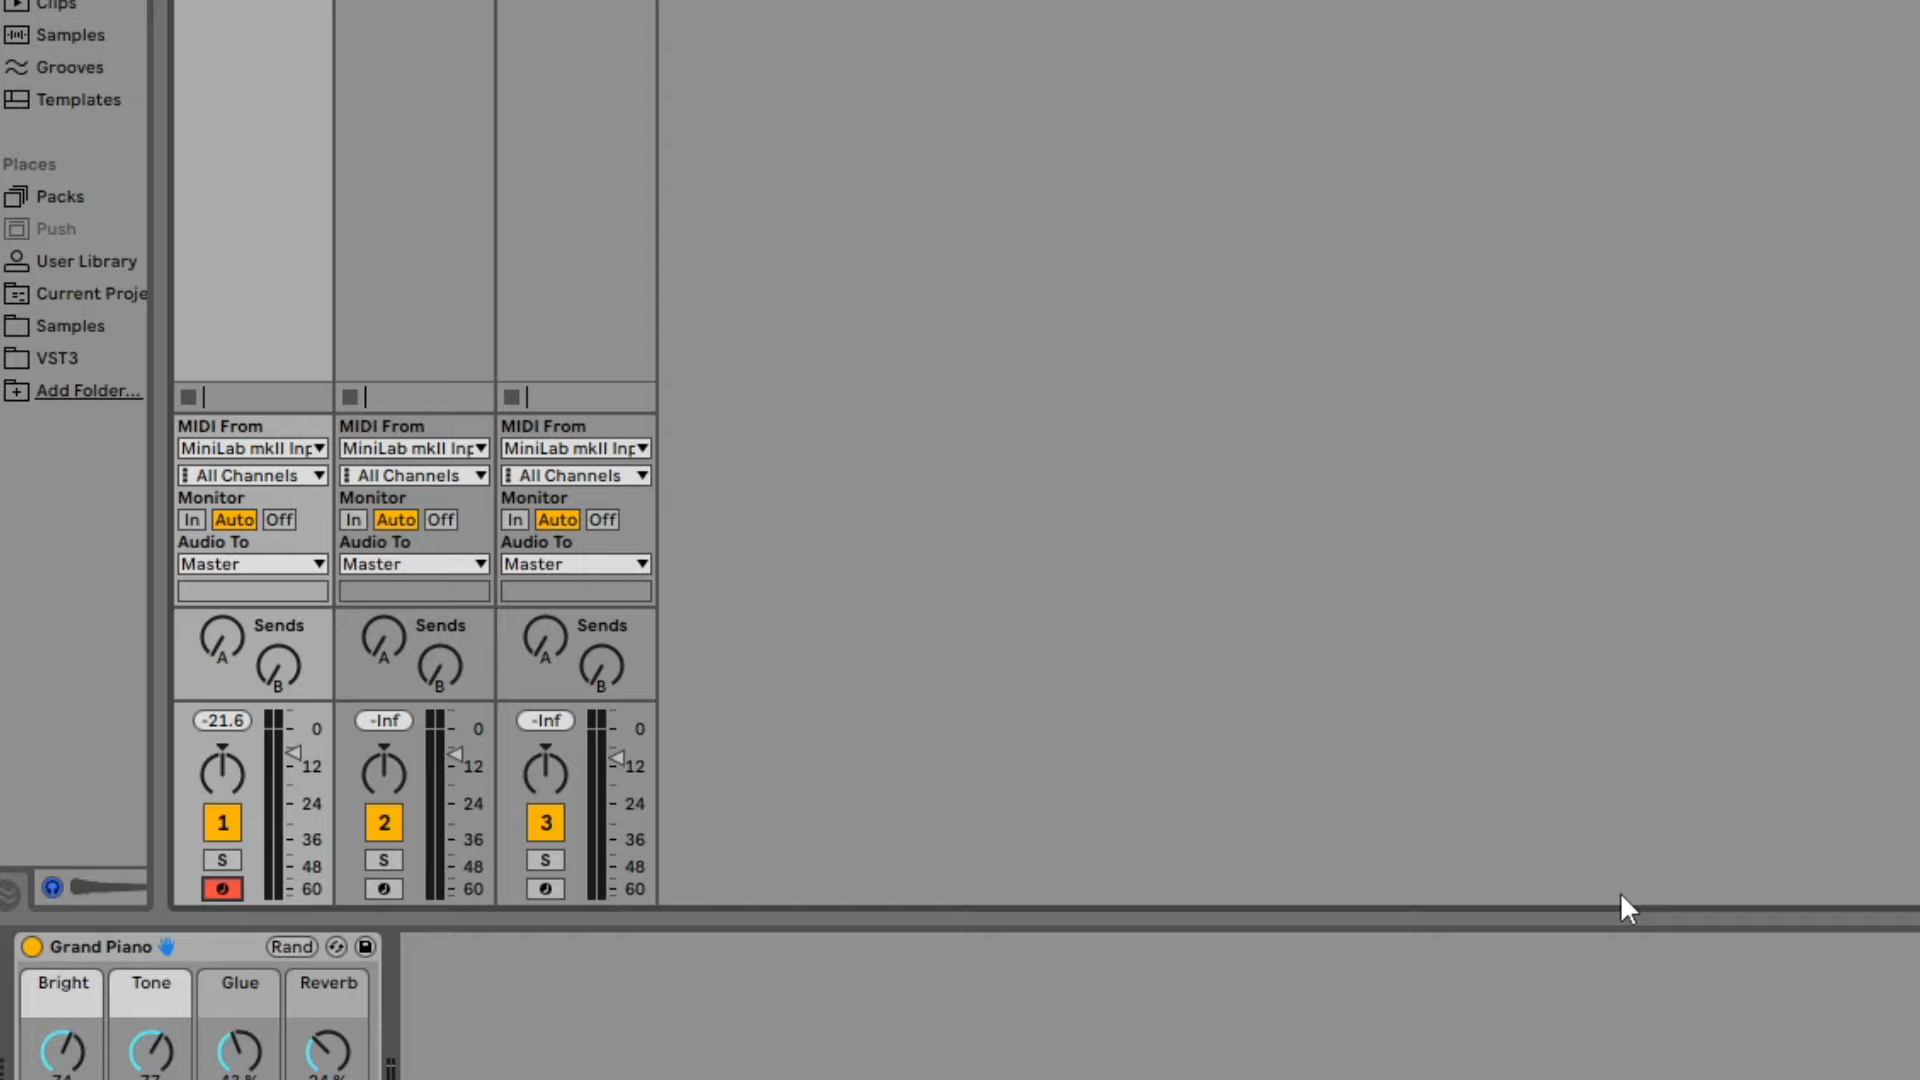 Clips
Samples
Grooves
Templates
Places
Packs
Push
User Library
Current Proje
Samples
VST3
Add Folder...
MIDI From MIDI From MIDI From
MiniLab mkII Inp MiniLab mkII Inp MiniLab mkII Inp
All Channels All Channels All Channels
Monitor Monitor Monitor
In Auto Off In Auto Off In Auto Off
Audio To Audio To Audio To
Master Master Master
Sends Sends Sends
A A A
B B B
-21.6 0 -Inf 0 -Inf 0
12 12 12
24 24 24
1 2 3
36 36 36
S S S
48 48 48
60 60 60
Grand Piano Rand
Bright Tone Glue Reverb
74 77 43 % 24 %